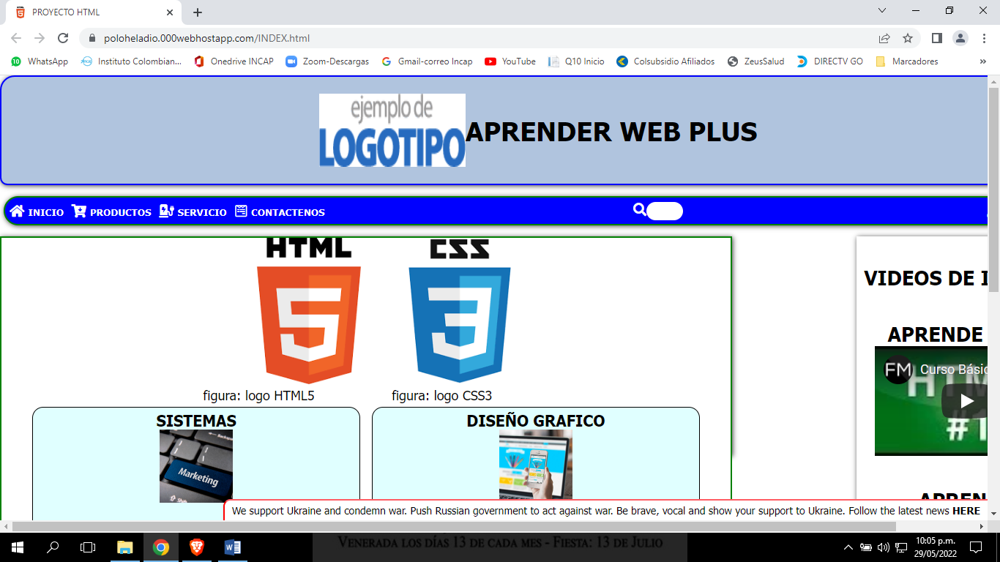 PROYECTO HTML
poloheladio.000webhostapp.com/INDEX.html
10 WhatsApp
Instituto Colombian...
Onedrive INCAP
Zoom-Descargas
Gmail-correo Incap
YouTube
Q10 Inicio
Colsubsidio Afiliados
ZeusSalud
DIRECTV GO
Marcadores
»
ejemplo de
LOGOTIPO
APRENDER WEB PLUS
INICIO PRODUCTOS SERVICIO CONTACTENOS
HTML
5
CSS
3
figura: logo HTML5
figura: logo CSS3
SISTEMAS
Marketing
DISEÑO GRAFICO
VIDEOS DE I
APRENDE
FM Curso Básic
HTM
#1
APREN
We support Ukraine and condemn war. Push Russian government to act against war. Be brave, vocal and show your support to Ukraine. Follow the latest news HERE
Venerada los días 13 de cada mes - Fiesta: 13 de Julio
10:05 p.m.
29/05/2022